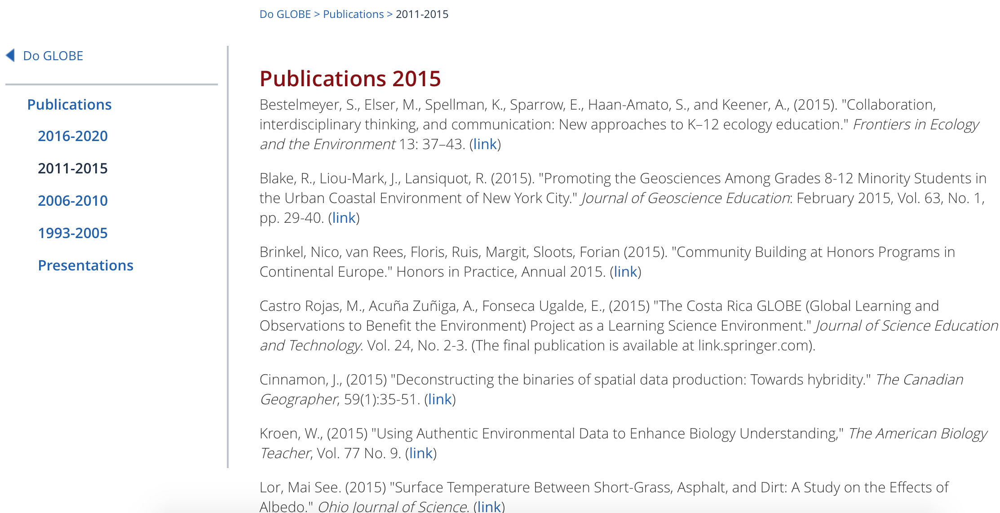 Do GLOBE > Publications > 2011-2015
Do GLOBE
Publications
2016-2020
2011-2015
2006-2010
1993-2005
Presentations
Publications 2015
Bestelmeyer, S., Elser, M., Spellman, K., Sparrow, E., Haan-Amato, S., and Keener, A., (2015). "Collaboration,
interdisciplinary thinking, and communication: New approaches to K–12 ecology education." Frontiers in Ecology
and the Environment 13: 37–43. (link)
Blake, R., Liou-Mark, J., Lansiquot, R. (2015). "Promoting the Geosciences Among Grades 8-12 Minority Students in
the Urban Coastal Environment of New York City." Journal of Geoscience Education: February 2015, Vol. 63, No. 1,
pp. 29-40. (link)
Brinkel, Nico, van Rees, Floris, Ruis, Margit, Sloots, Forian (2015). "Community Building at Honors Programs in
Continental Europe." Honors in Practice, Annual 2015. (link)
Castro Rojas, M., Acuña Zuñiga, A., Fonseca Ugalde, E., (2015) "The Costa Rica GLOBE (Global Learning and
Observations to Benefit the Environment) Project as a Learning Science Environment." Journal of Science Education
and Technology. Vol. 24, No. 2-3. (The final publication is available at link.springer.com).
Cinnamon, J., (2015) "Deconstructing the binaries of spatial data production: Towards hybridity." The Canadian
Geographer, 59(1):35-51. (link)
Kroen, W., (2015) "Using Authentic Environmental Data to Enhance Biology Understanding," The American Biology
Teacher, Vol. 77 No. 9. (link)
Lor, Mai See. (2015) "Surface Temperature Between Short-Grass, Asphalt, and Dirt: A Study on the Effects of
Albedo." Ohio Journal of Science. (link)